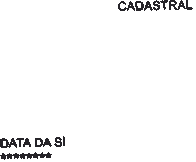 CADASTRAL
DATA DA SI
********